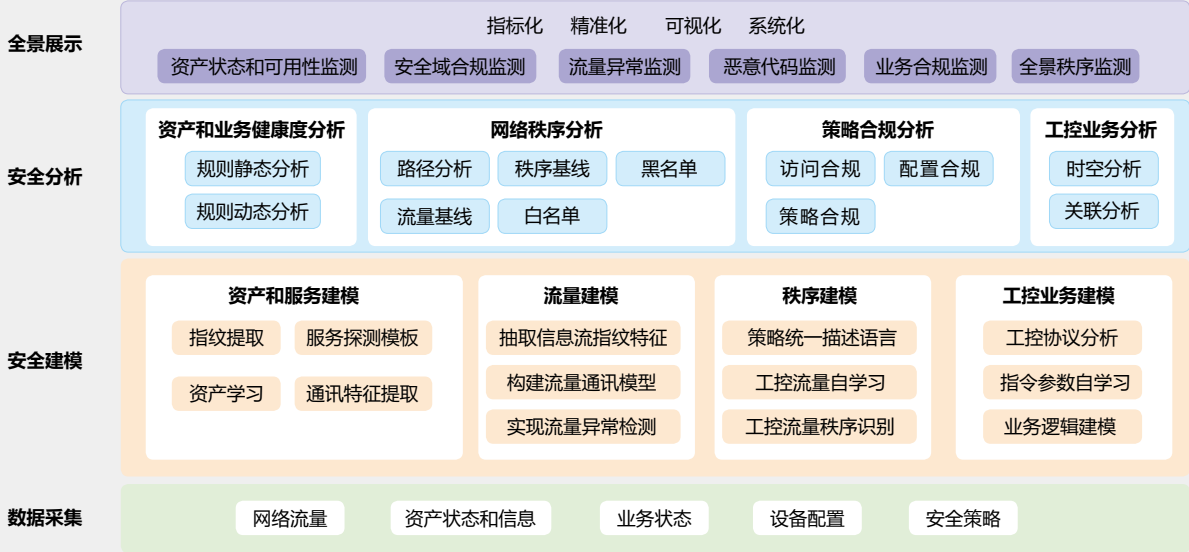 全景展示
指标化 精准化 可视化 系统化
资产状态和可用性监测 安全域合规监测 流量异常监测 恶意代码监测 业务合规监测 全景秩序监测
安全分析
资产和业务健康度分析
规则静态分析
规则动态分析
网络秩序分析
路径分析 秩序基线 黑名单
流量基线 白名单
策略合规分析
访问合规 配置合规
策略合规
工控业务分析
时空分析
关联分析
安全建模
资产和服务建模
指纹提取 服务探测模板
资产学习 通讯特征提取
流量建模
抽取信息流指纹特征
构建流量通讯模型
实现流量异常检测
秩序建模
策略统一描述语言
工控流量自学习
工控流量秩序识别
工控业务建模
工控协议分析
指令参数自学习
业务逻辑建模
数据采集
网络流量 资产状态和信息 业务状态 设备配置 安全策略